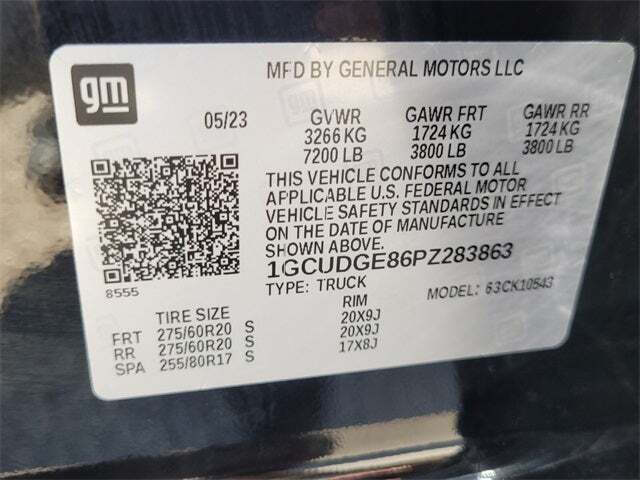 gm
MFD BY GENERAL MOTORS LLC
05/23 GVWR GAWR FRT GAWR RR
3266 KG 1724 KG 1724 KG
7200 LB 3800 LB 3800 LB
THIS VEHICLE CONFORMS TO ALL
APPLICABLE U.S. FEDERAL MOTOR
VEHICLE SAFETY STANDARDS IN EFFECT
ON THE DATE OF MANUFACTURE
SHOWN ABOVE.
1GCUDGE86PZ283863
8555
TYPE: TRUCK MODEL: 63CK10543
TIRE SIZE RIM
FRT 275/60R20 S 20X9J
RR 275/60R20 S 20X9J
SPA 255/80R17 S 17X8J